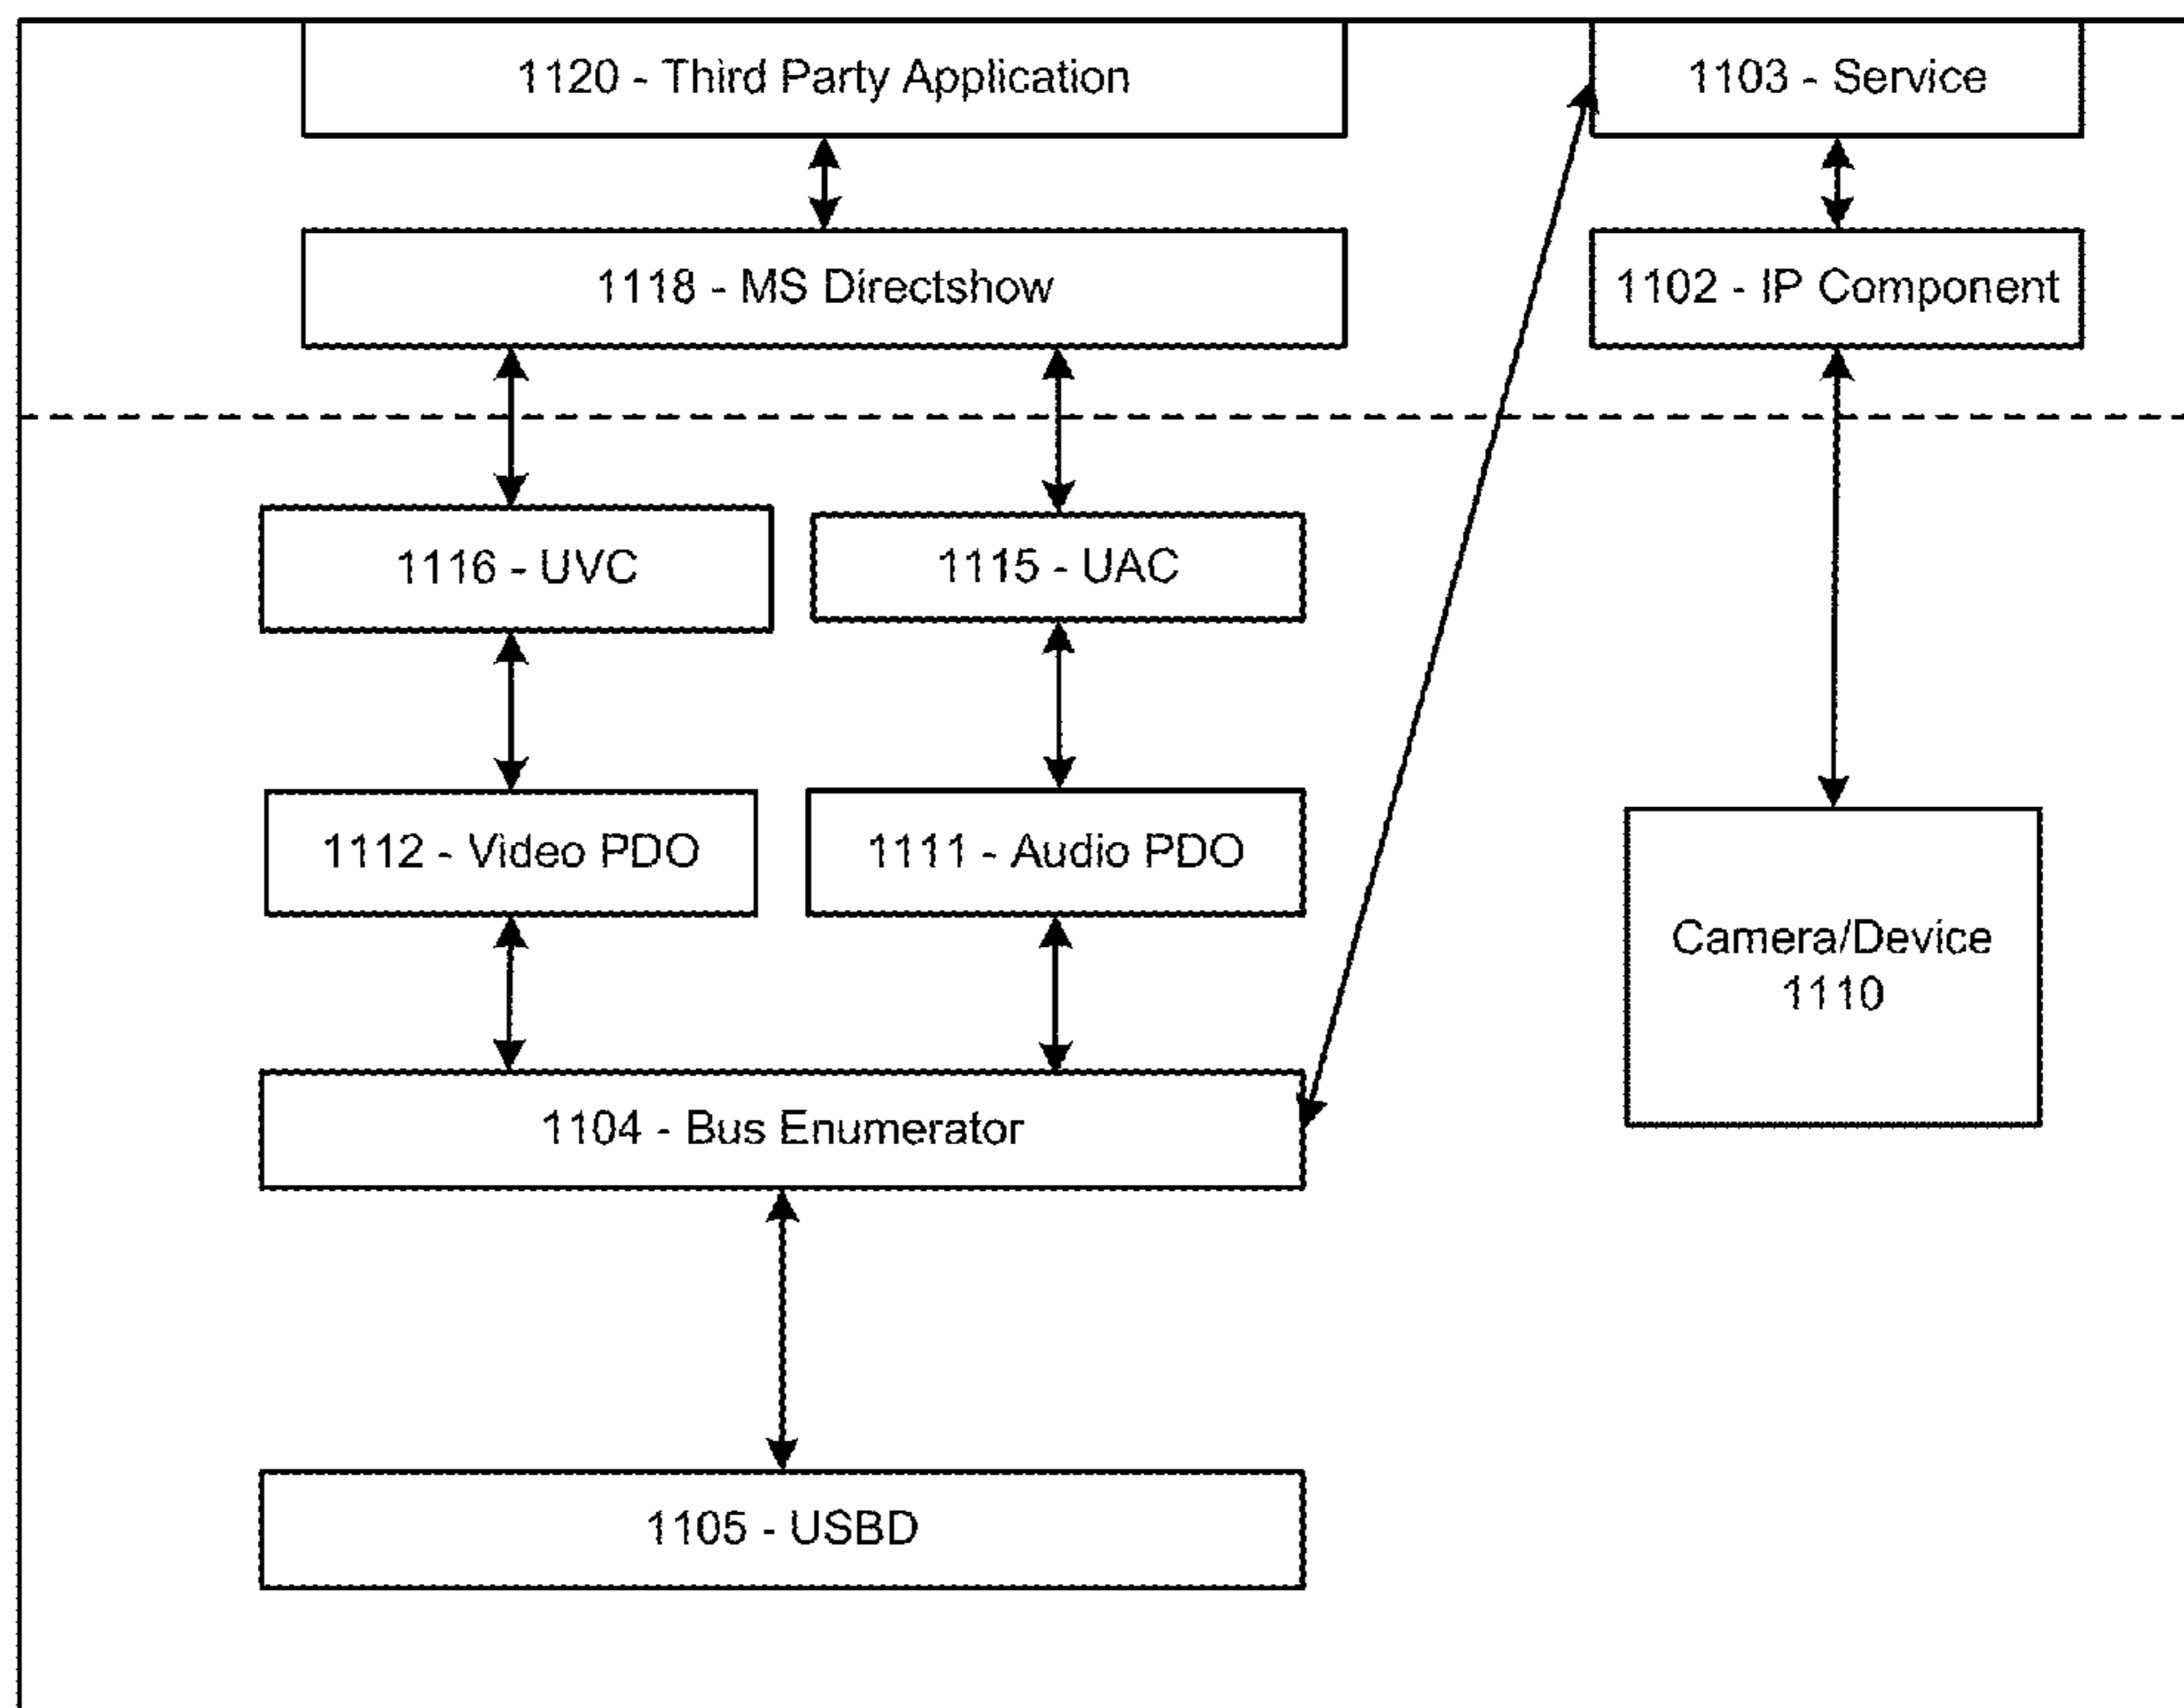 1120 - Third Party Application
1103 - Service
1118 - MS Directshow
1102 - IP Component
1116 - UVC
1115 - UAC
1112 - Video PDO
1111 - Audio PDO
Camera/Device
1110
1104 - Bus Enumerator
1105 - USBD